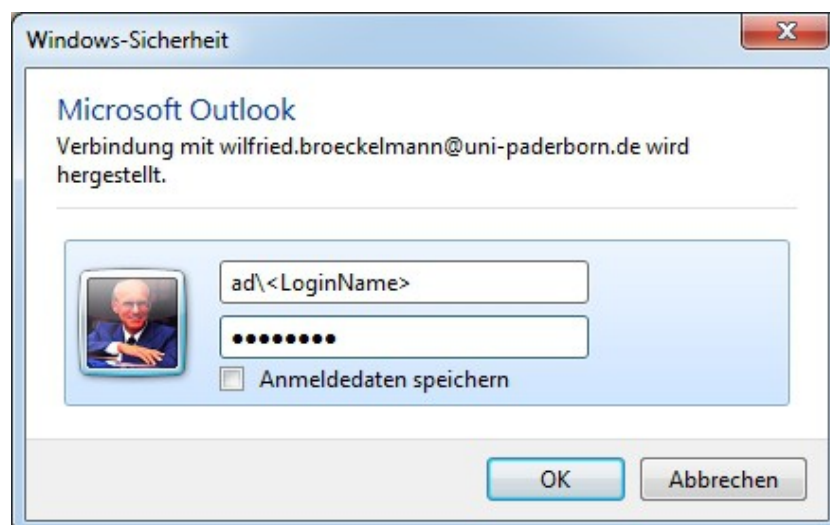 Windows-Sicherheit
Microsoft Outlook
Verbindung mit wilfried.broeckelmann@uni-paderborn.de wird
hergestellt.
ad\<LoginName>
••••••••
Anmeldedaten speichern
OK
Abbrechen